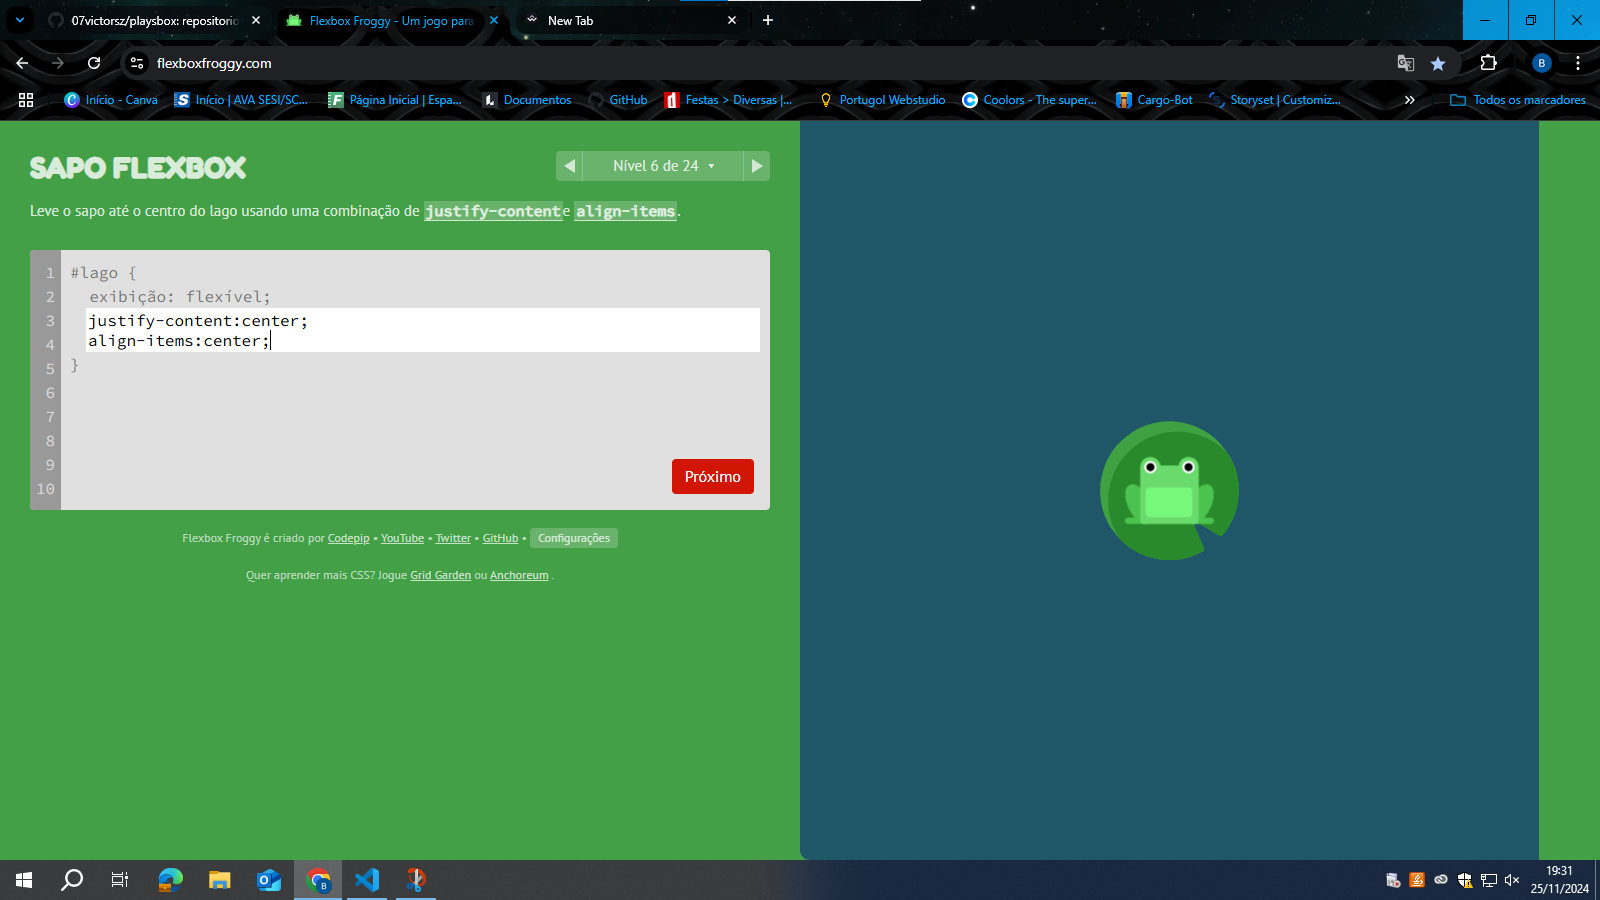 07victorsz/playsbox: repositorio
Flexbox Froggy - Um jogo para
New Tab
flexboxfroggy.com
B
Início - Canva
Início | AVA SESI/SC...
Página Inicial | Espa...
Documentos
GitHub
Festas > Diversas |...
Portugol Webstudio
Coolors - The super...
Cargo-Bot
Storyset | Customiz...
Todos os marcadores
SAPO FLEXBOX
Nível 6 de 24
Leve o sapo até o centro do lago usando uma combinação de justify-content e align-items.
1 #lago {
2 exibição: flexível;
3 justify-content:center;
4 align-items:center;
5 }
6
7
8
9
10
Próximo
Flexbox Froggy é criado por Codepip • YouTube • Twitter • GitHub • Configurações
Quer aprender mais CSS? Jogue Grid Garden ou Anchoreum .
19:31
25/11/2024